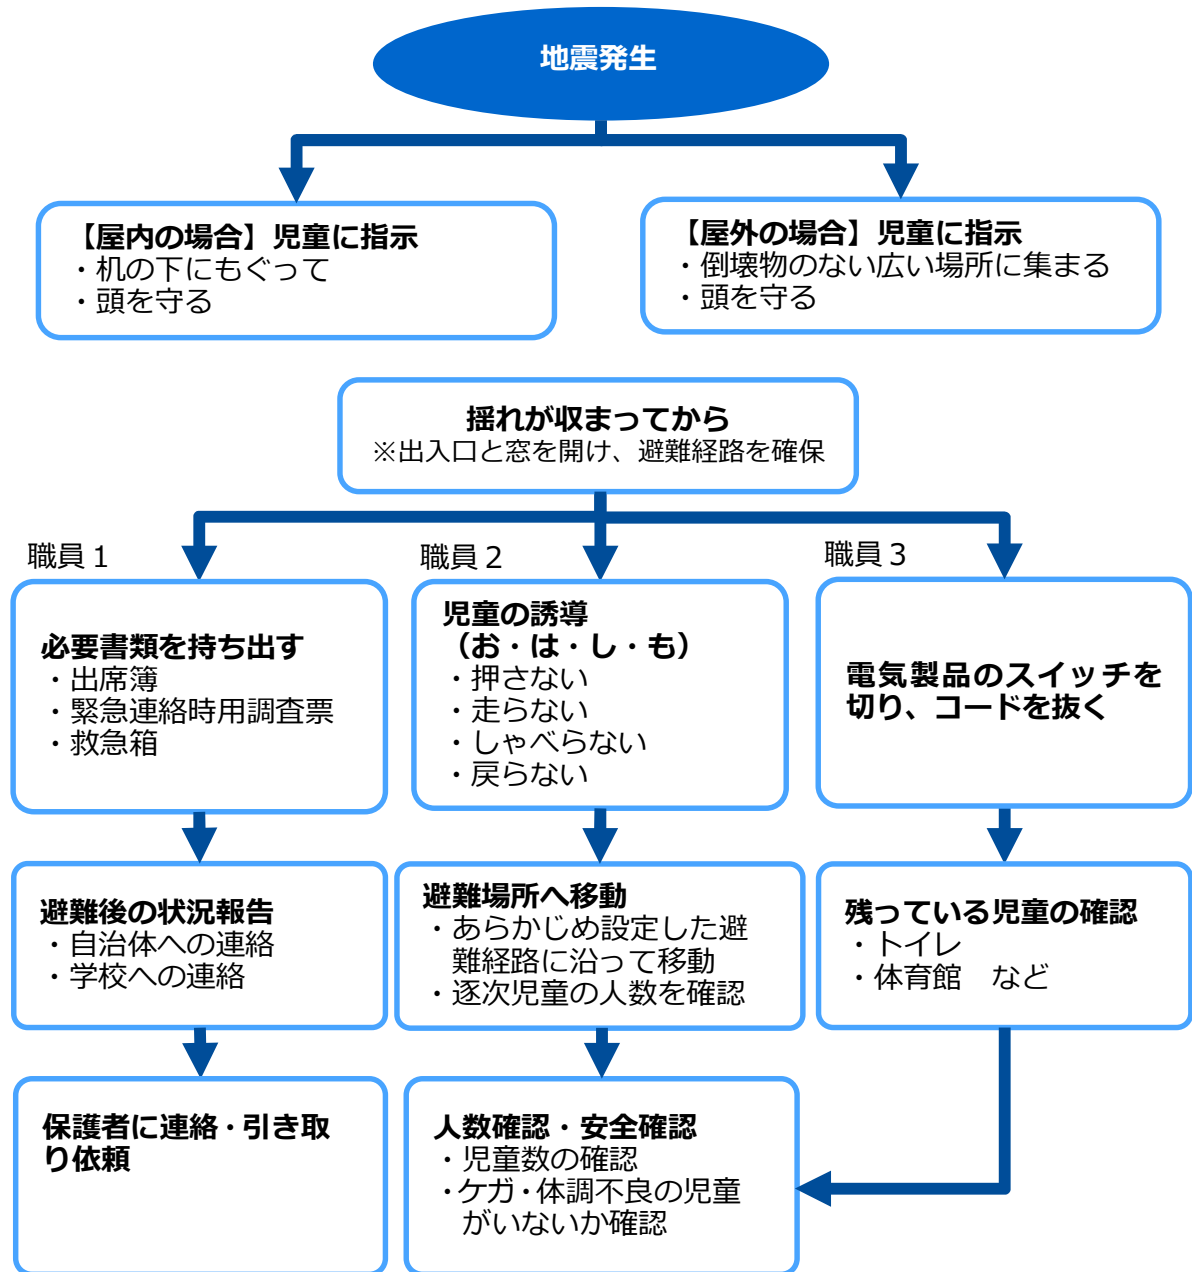 地震発生
【屋内の場合】児童に指示
・机の下にもぐって
・頭を守る
【屋外の場合】児童に指示
・倒壊物のない広い場所に集まる
・頭を守る
揺れが収まってから
※出入口と窓を開け、避難経路を確保
職員１
必要書類を持ち出す
・出席簿
・緊急連絡時用調査票
・救急箱
職員２
児童の誘導
（お・は・し・も）
・押さない
・走らない
・しゃべらない
・戻らない
職員３
電気製品のスイッチを
切り、コードを抜く
避難後の状況報告
・自治体への連絡
・学校への連絡
避難場所へ移動
・あらかじめ設定した避
難経路に沿って移動
・逐次児童の人数を確認
残っている児童の確認
・トイレ
・体育館　など
保護者に連絡・引き取
り依頼
人数確認・安全確認
・児童数の確認
・ケガ・体調不良の児童
がいないか確認